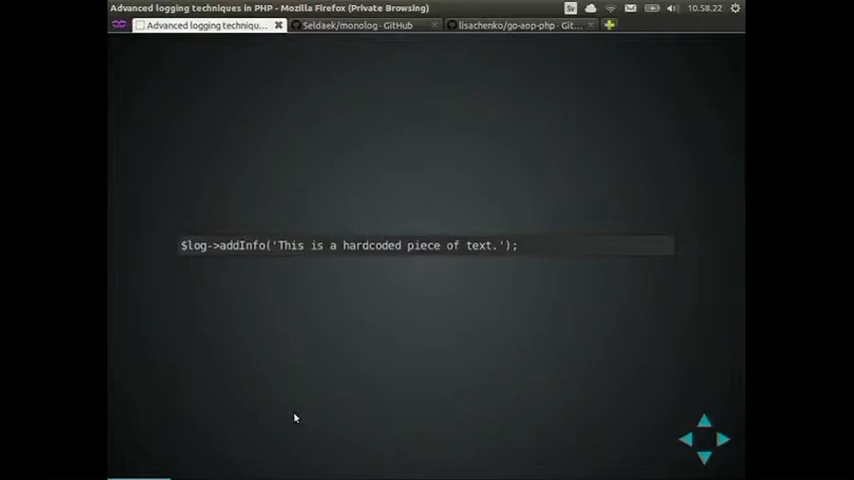 Advanced logging techniques in PHP - Mozilla Firefox (Private Browsing)
Sv
10.58.22
Advanced logging techniqu...
Seldaek/monolog · GitHub
lisachenko/go-aop-php · Git...
$log->addInfo('This is a hardcoded piece of text.');